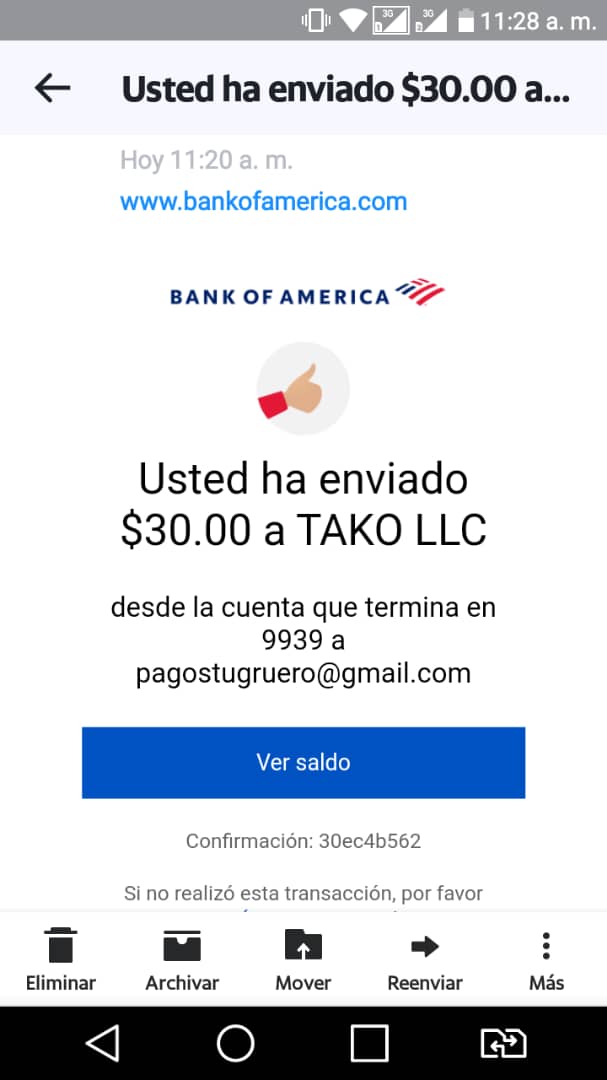 3G 3G 11:28 a. m.
1 2
Usted ha enviado $30.00 a...
Hoy 11:20 a. m.
www.bankofamerica.com
BANK OF AMERICA
Usted ha enviado
$30.00 a TAKO LLC
desde la cuenta que termina en
9939 a
pagostugruero@gmail.com
Ver saldo
Confirmación: 30ec4b562
Si no realizó esta transacción, por favor
Eliminar Archivar Mover Reenviar Más